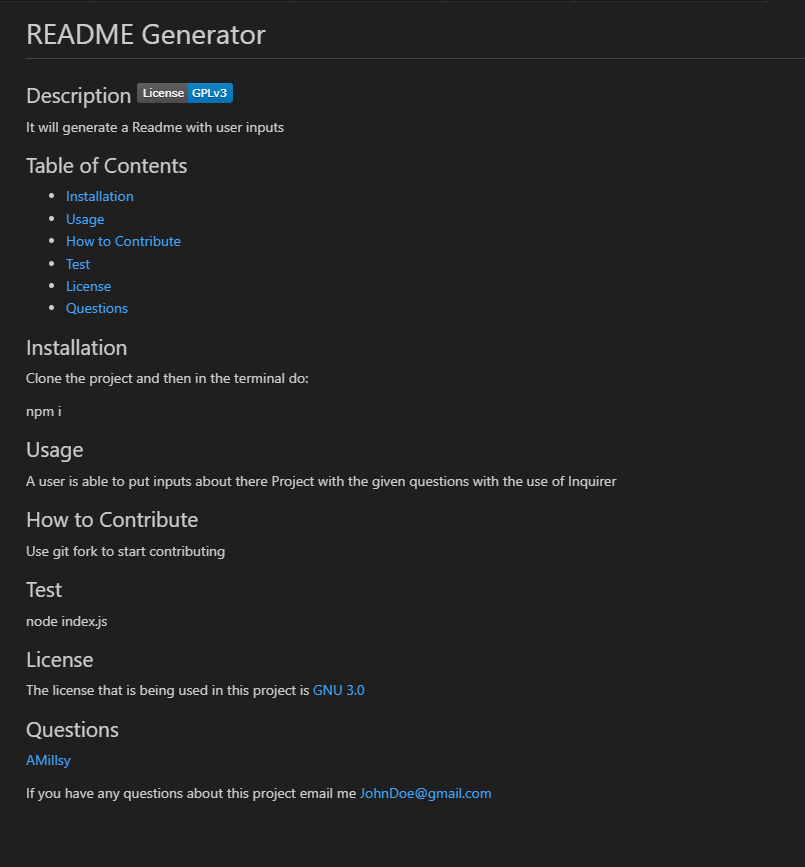 README Generator
Description License GPLv3
It will generate a Readme with user inputs
Table of Contents
Installation
Usage
How to Contribute
Test
License
Questions
Installation
Clone the project and then in the terminal do:
npm i
Usage
A user is able to put inputs about there Project with the given questions with the use of Inquirer
How to Contribute
Use git fork to start contributing
Test
node index.js
License
The license that is being used in this project is GNU 3.0
Questions
AMillsy
If you have any questions about this project email me JohnDoe@gmail.com